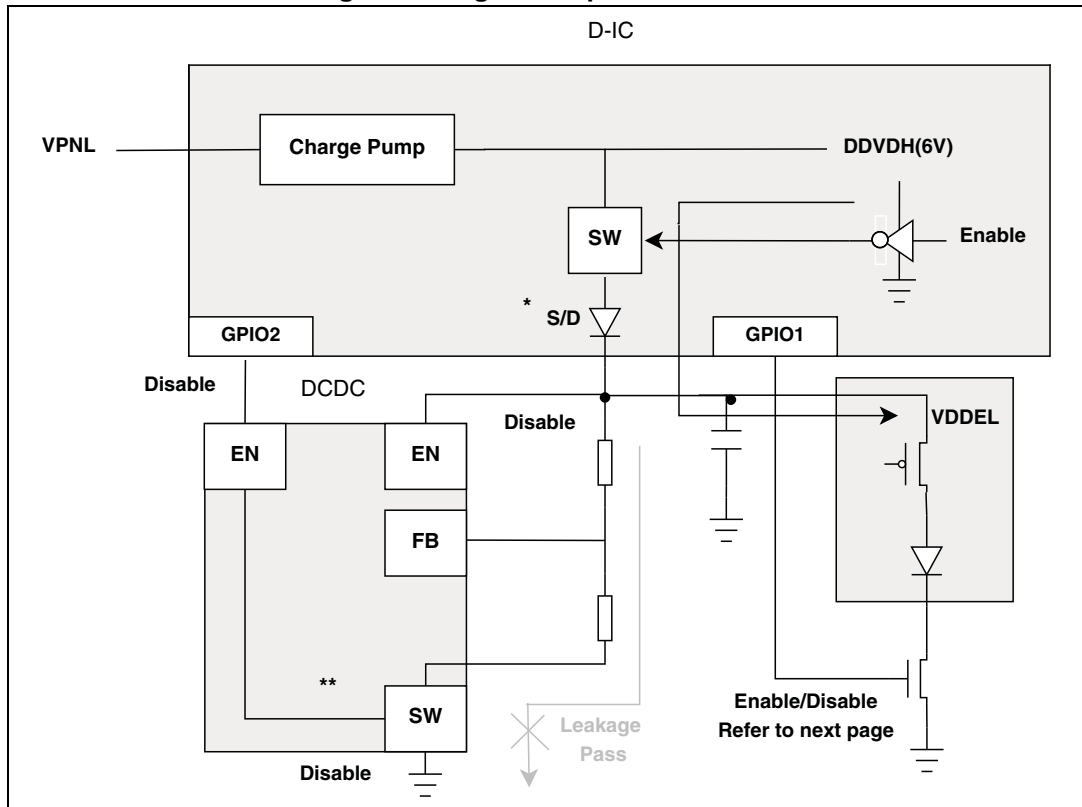 D-IC
VPNL
Charge Pump
DDVDH(6V)
SW
Enable
*
S/D
GPIO2
GPIO1
Disable
DCDC
Disable
VDDEL
EN
EN
FB
**
SW
Leakage
Pass
Enable/Disable
Refer to next page
Disable